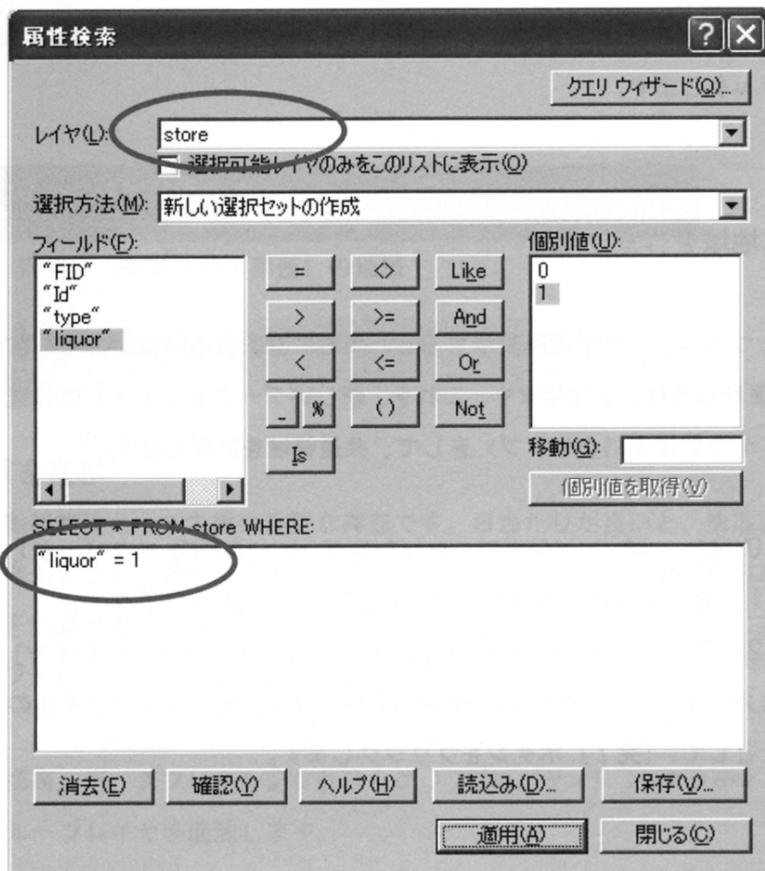 属性検索
クエリ ウィザード(Q)...
レイヤ(L): store
選択可能レイヤのみをこのリストに表示(O)
選択方法(M): 新しい選択セットの作成
フィールド(F):
"FID"
"Id"
"type"
"liquor"
= <> Like
> >= And
< <= Or
_ % () Not
Is
個別値(U):
0
1
移動(G):
個別値を取得(V)
SELECT * FROM store WHERE:
"liquor" = 1
消去(E) 確認(Y) ヘルプ(H) 読込み(D)... 保存(V)...
適用(A) 閉じる(C)